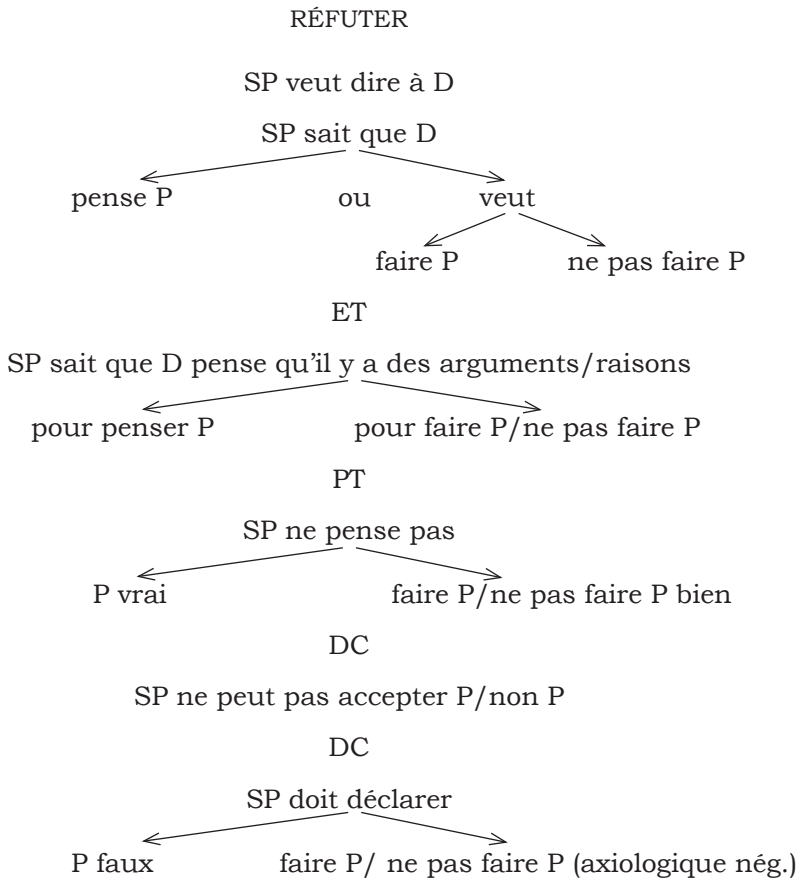 RÉFUTER
SP veut dire à D
SP sait que D
pense P ou veut
faire P ne pas faire P
ET
SP sait que D pense qu'il y a des arguments/raisons
pour penser P pour faire P/ne pas faire P
PT
SP ne pense pas
P vrai faire P/ne pas faire P bien
DC
SP ne peut pas accepter P/non P
DC
SP doit déclarer
P faux faire P/ ne pas faire P (axiologique nég.)